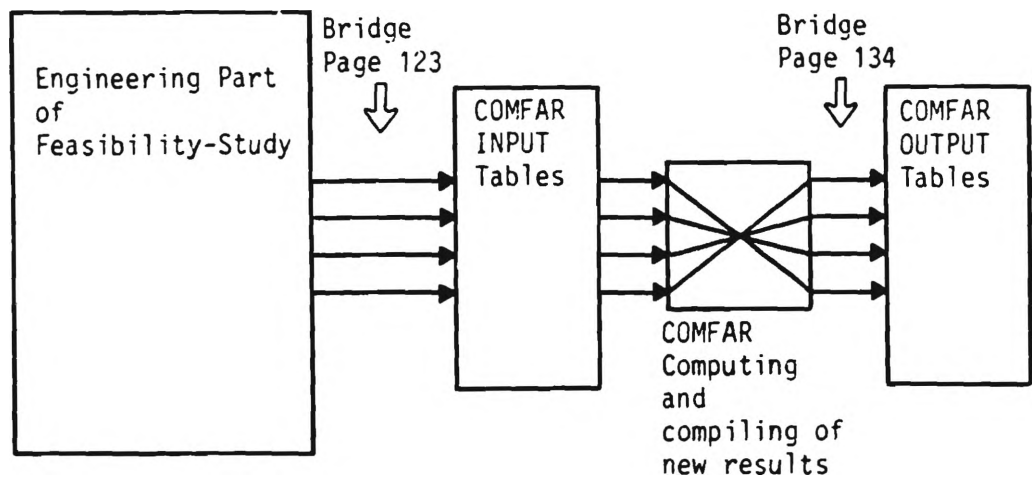 Engineering Part
of
Feasibility-Study
Bridge
Page 123
COMFAR
INPUT
Tables
COMFAR
Computing
and
compiling of
new results
Bridge
Page 134
COMFAR
OUTPUT
Tables